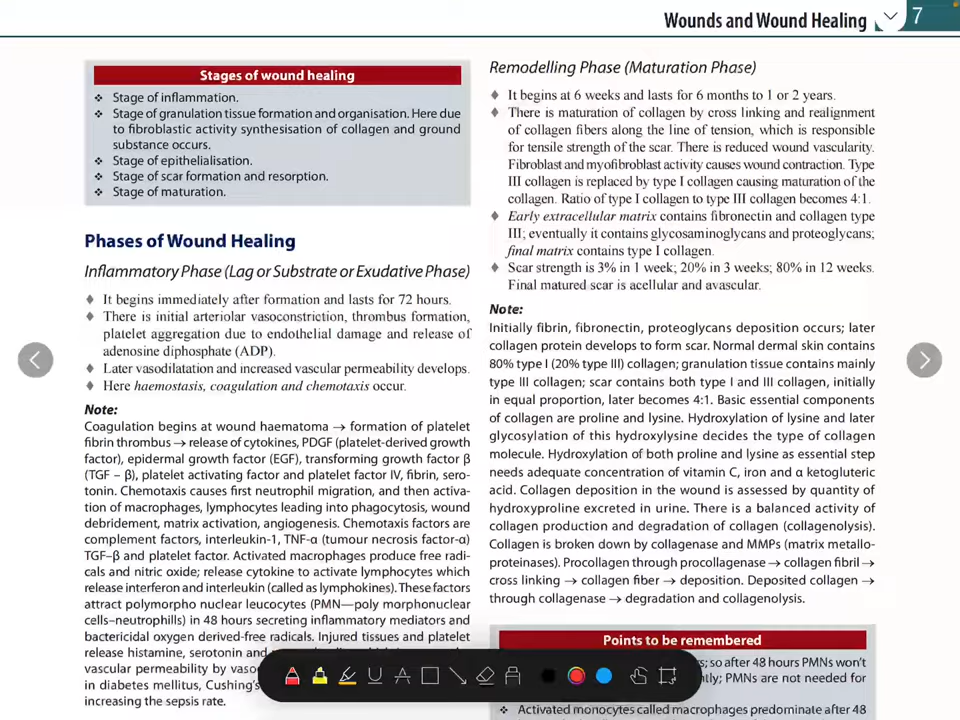 Wounds and Wound Healing
7
Stages of wound healing
❖ Stage of inflammation.
❖ Stage of granulation tissue formation and organisation. Here due
to fibroblastic activity synthesisation of collagen and ground
substance occurs.
❖ Stage of epithelialisation.
❖ Stage of scar formation and resorption.
❖ Stage of maturation.
Phases of Wound Healing
Inflammatory Phase (Lag or Substrate or Exudative Phase)
♦ It begins immediately after formation and lasts for 72 hours.
♦ There is initial arteriolar vasoconstriction, thrombus formation,
platelet aggregation due to endothelial damage and release of
adenosine diphosphate (ADP).
♦ Later vasodilatation and increased vascular permeability develops.
♦ Here haemostasis, coagulation and chemotaxis occur.
Note:
Coagulation begins at wound haematoma → formation of platelet
fibrin thrombus → release of cytokines, PDGF (platelet-derived growth
factor), epidermal growth factor (EGF), transforming growth factor β
(TGF – β), platelet activating factor and platelet factor IV, fibrin, sero-
tonin. Chemotaxis causes first neutrophil migration, and then activa-
tion of macrophages, lymphocytes leading into phagocytosis, wound
debridement, matrix activation, angiogenesis. Chemotaxis factors are
complement factors, interleukin-1, TNF-α (tumour necrosis factor-α)
TGF–β and platelet factor. Activated macrophages produce free radi-
cals and nitric oxide; release cytokine to activate lymphocytes which
release interferon and interleukin (called as lymphokines). These factors
attract polymorpho nuclear leucocytes (PMN—poly morphonuclear
cells–neutrophils) in 48 hours secreting inflammatory mediators and
bactericidal oxygen derived-free radicals. Injured tissues and platelet
release histamine, serotonin and
vascular permeability by
in diabetes mellitus, Cushing's
increasing the sepsis rate.
Remodelling Phase (Maturation Phase)
♦ It begins at 6 weeks and lasts for 6 months to 1 or 2 years.
♦ There is maturation of collagen by cross linking and realignment
of collagen fibers along the line of tension, which is responsible
for tensile strength of the scar. There is reduced wound vascularity.
Fibroblast and myofibroblast activity causes wound contraction. Type
III collagen is replaced by type I collagen causing maturation of the
collagen. Ratio of type I collagen to type III collagen becomes 4:1.
♦ Early extracellular matrix contains fibronectin and collagen type
III; eventually it contains glycosaminoglycans and proteoglycans;
final matrix contains type I collagen.
♦ Scar strength is 3% in 1 week; 20% in 3 weeks; 80% in 12 weeks.
Final matured scar is acellular and avascular.
Note:
Initially fibrin, fibronectin, proteoglycans deposition occurs; later
collagen protein develops to form scar. Normal dermal skin contains
80% type I (20% type III) collagen; granulation tissue contains mainly
type III collagen; scar contains both type I and III collagen, initially
in equal proportion, later becomes 4:1. Basic essential components
of collagen are proline and lysine. Hydroxylation of lysine and later
glycosylation of this hydroxylysine decides the type of collagen
molecule. Hydroxylation of both proline and lysine as essential step
needs adequate concentration of vitamin C, iron and α ketogluteric
acid. Collagen deposition in the wound is assessed by quantity of
hydroxyproline excreted in urine. There is a balanced activity of
collagen production and degradation of collagen (collagenolysis).
Collagen is broken down by collagenase and MMPs (matrix metallo-
proteinases). Procollagen through procollagenase → collagen fibril →
cross linking → collagen fiber → deposition. Deposited collagen →
through collagenase → degradation and collagenolysis.
Points to be remembered
so after 48 hours PMNs won't
PMNs are not needed for
❖ Activated monocytes called macrophages predominate after 48